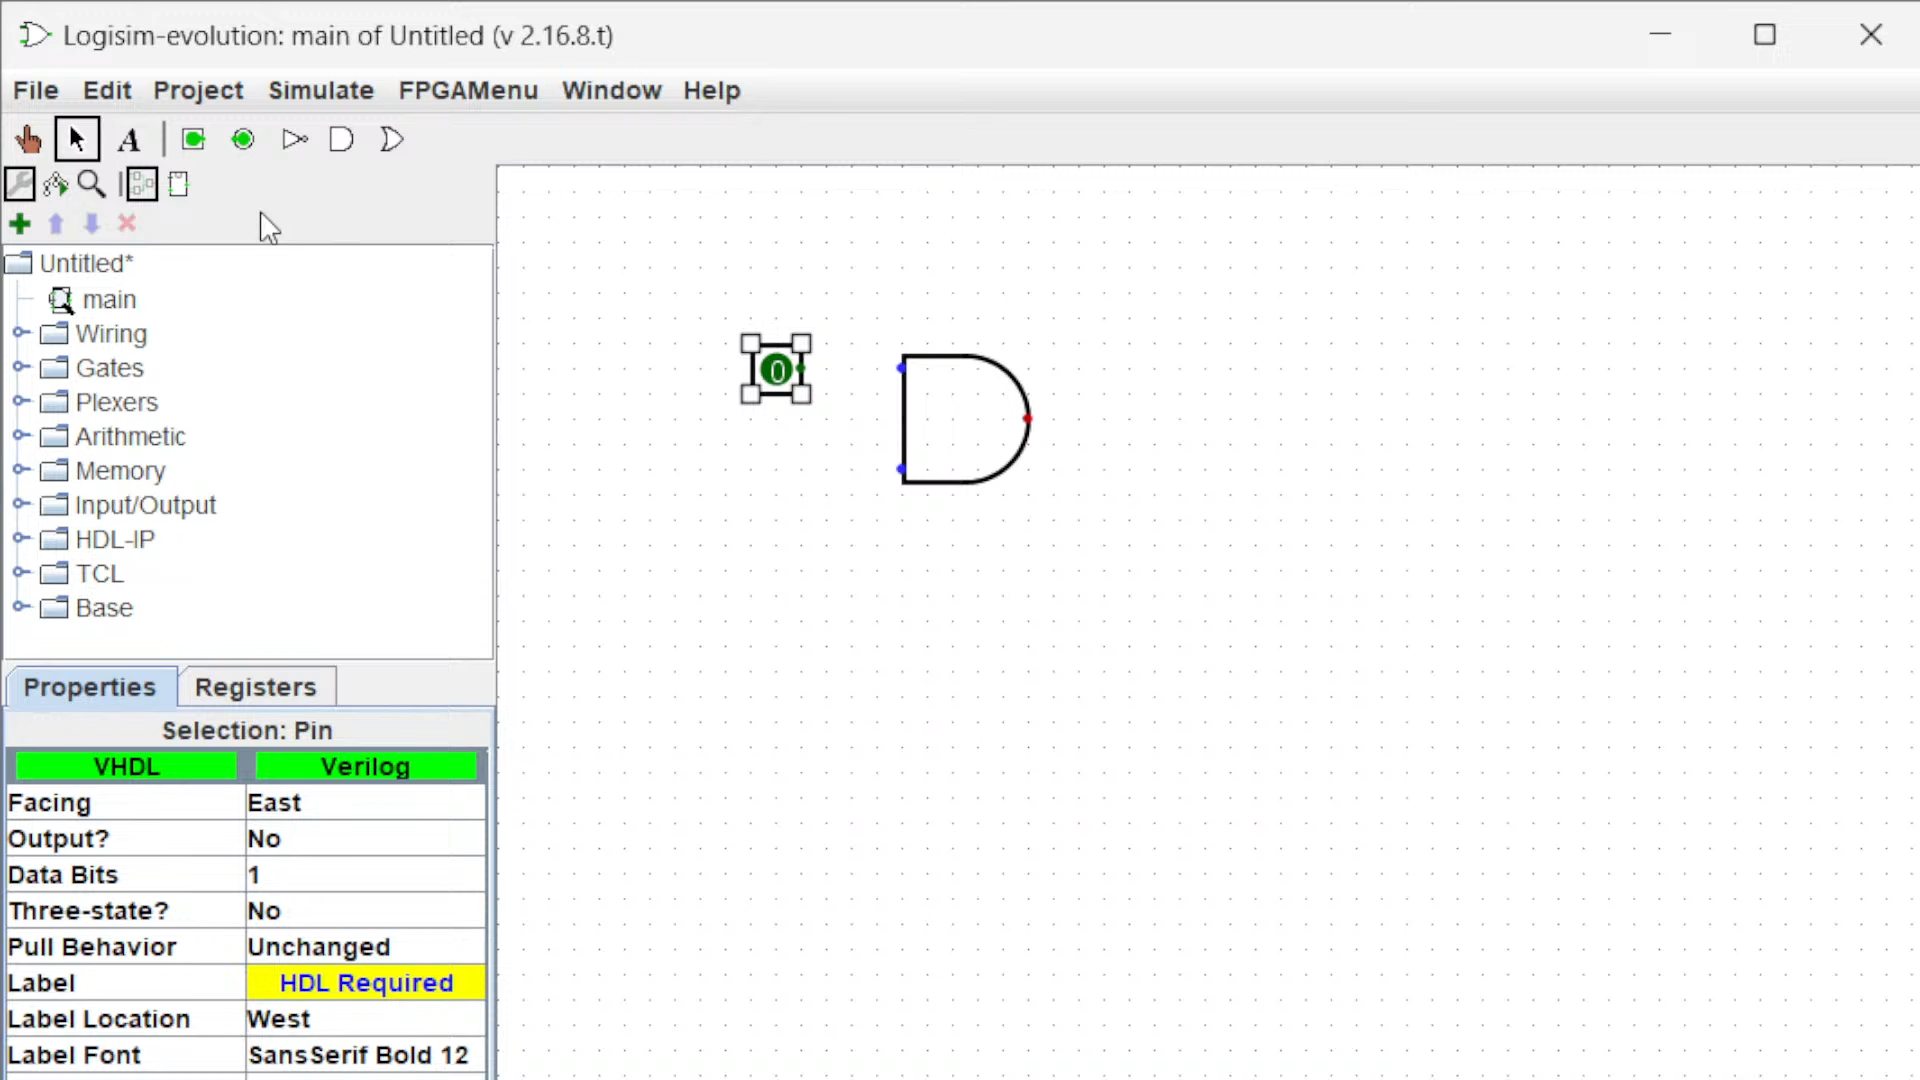 Logisim-evolution: main of Untitled (v 2.16.8.t)
File Edit Project Simulate FPGAMenu Window Help
A
Untitled*
main
Wiring
Gates
Plexers
Arithmetic
Memory
Input/Output
HDL-IP
TCL
Base
0
Properties Registers
Selection: Pin
VHDL Verilog
Facing East
Output? No
Data Bits 1
Three-state? No
Pull Behavior Unchanged
Label HDL Required
Label Location West
Label Font SansSerif Bold 12